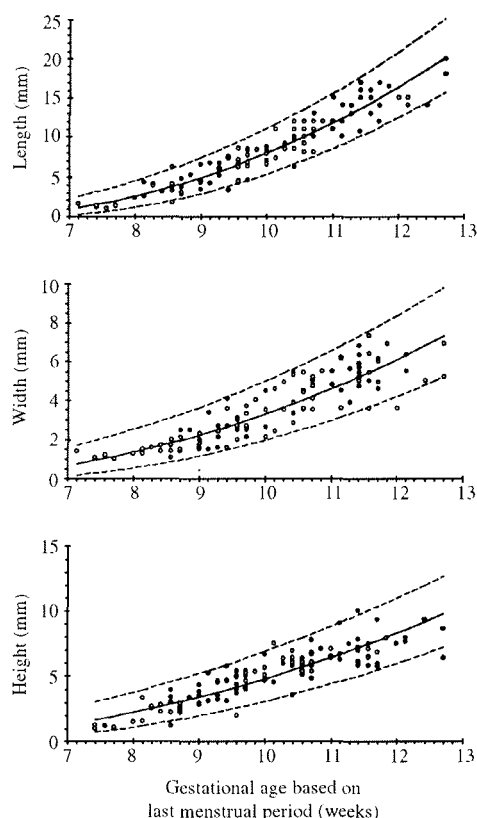 25
20
15
10
5
0
Length (mm)
7 8 9 10 11 12 13
10
8
6
4
2
0
Width (mm)
7 8 9 10 11 12 13
15
10
5
0
Height (mm)
7 8 9 10 11 12 13
Gestational age based on
last menstrual period (weeks)